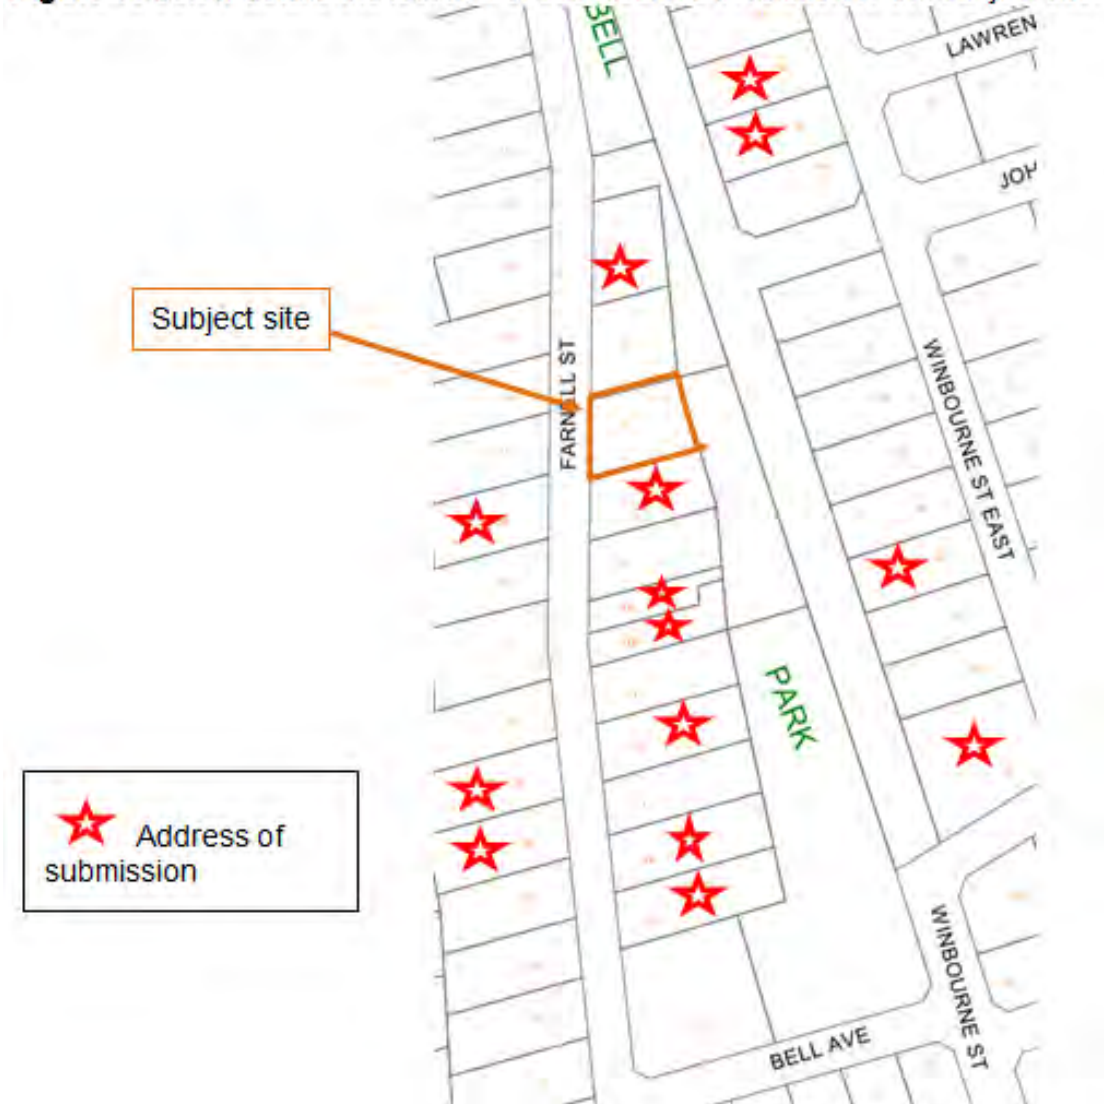 BELL
LAWREN
JOH
Subject site
FARNELL ST
WINBOURNE ST EAST
PARK
Address of
submission
WINBOURNE ST
BELL AVE